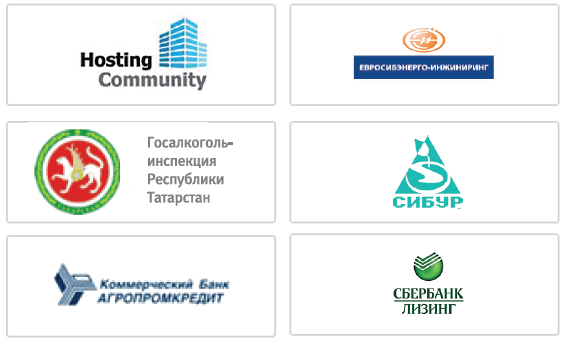 Hosting
Community
ЕВРОСИБЭНЕРГО-ИНЖИНИРИНГ
Госалкоголь-
инспекция
Республики
Татарстан
СИБУР
Коммерческий Банк
АГРОПРОМКРЕДИТ
СБЕРБАНК
ЛИЗИНГ